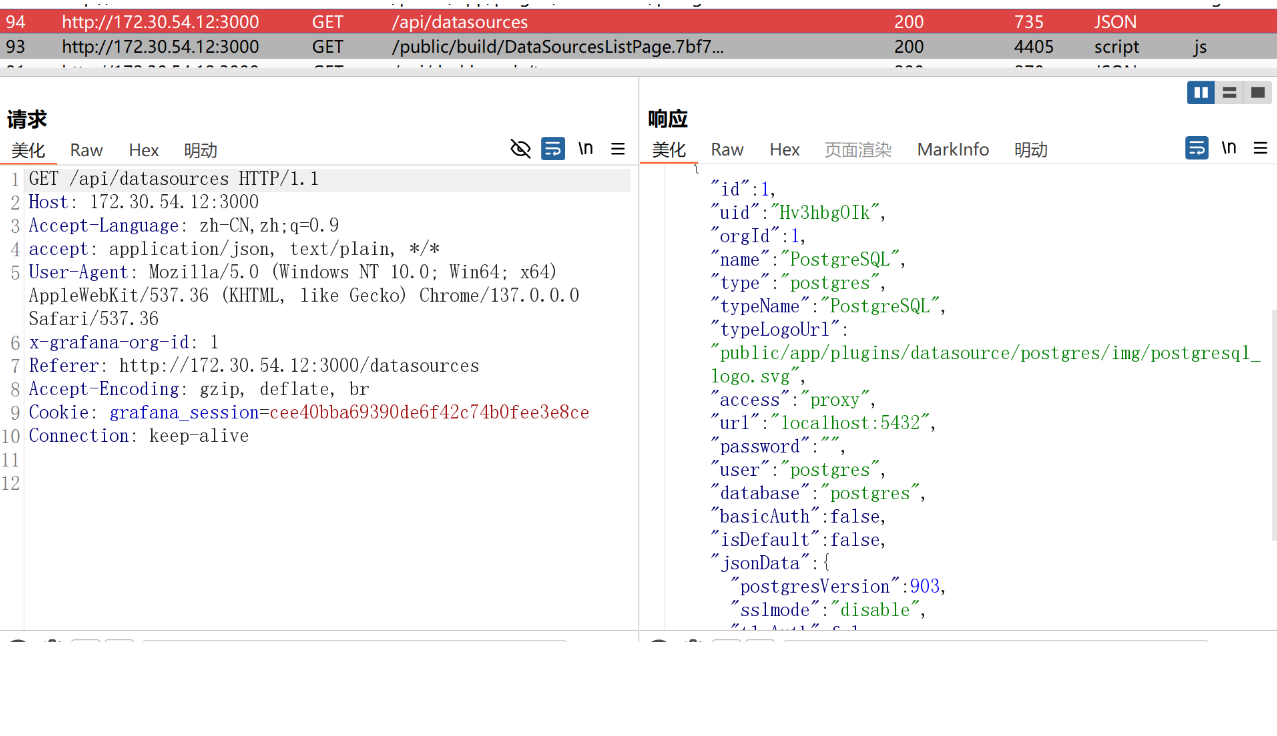 94 http://172.30.54.12:3000 GET /api/datasources 200 735 JSON
93 http://172.30.54.12:3000 GET /public/build/DataSourcesListPage.7bf7... 200 4405 script js
请求
美化 Raw Hex 明动 \n
1 GET /api/datasources HTTP/1.1
2 Host: 172.30.54.12:3000
3 Accept-Language: zh-CN,zh;q=0.9
4 accept: application/json, text/plain, */*
5 User-Agent: Mozilla/5.0 (Windows NT 10.0; Win64; x64)
AppleWebKit/537.36 (KHTML, like Gecko) Chrome/137.0.0.0
Safari/537.36
6 x-grafana-org-id: 1
7 Referer: http://172.30.54.12:3000/datasources
8 Accept-Encoding: gzip, deflate, br
9 Cookie: grafana_session=cee40bba69390de6f42c74b0fee3e8ce
10 Connection: keep-alive
11
12
响应
美化 Raw Hex 页面渲染 MarkInfo 明动 \n
{
"id":1,
"uid":"Hv3hbgOIk",
"orgId":1,
"name":"PostgreSQL",
"type":"postgres",
"typeName":"PostgreSQL",
"typeLogoUrl":
"public/app/plugins/datasource/postgres/img/postgresql_
logo.svg",
"access":"proxy",
"url":"localhost:5432",
"password":"",
"user":"postgres",
"database":"postgres",
"basicAuth":false,
"isDefault":false,
"jsonData":{
"postgresVersion":903,
"sslmode":"disable",